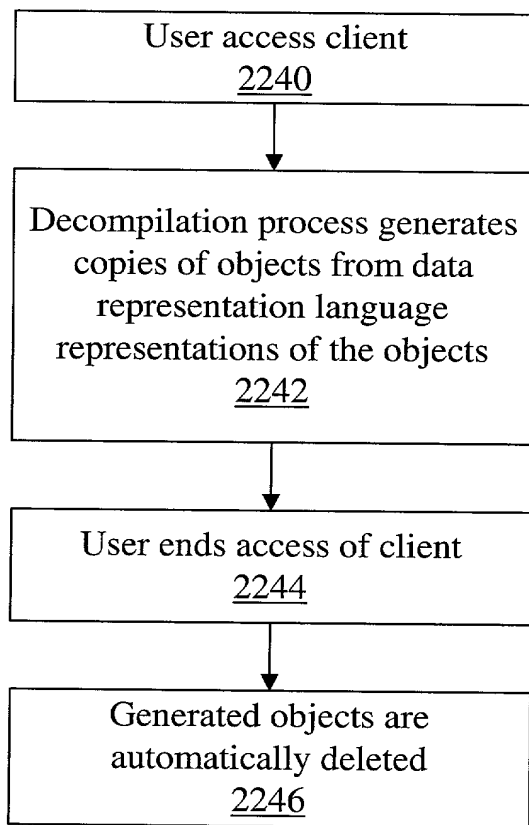 User access client
2240
Decompilation process generates
copies of objects from data
representation language
representations of the objects
2242
User ends access of client
2244
Generated objects are
automatically deleted
2246